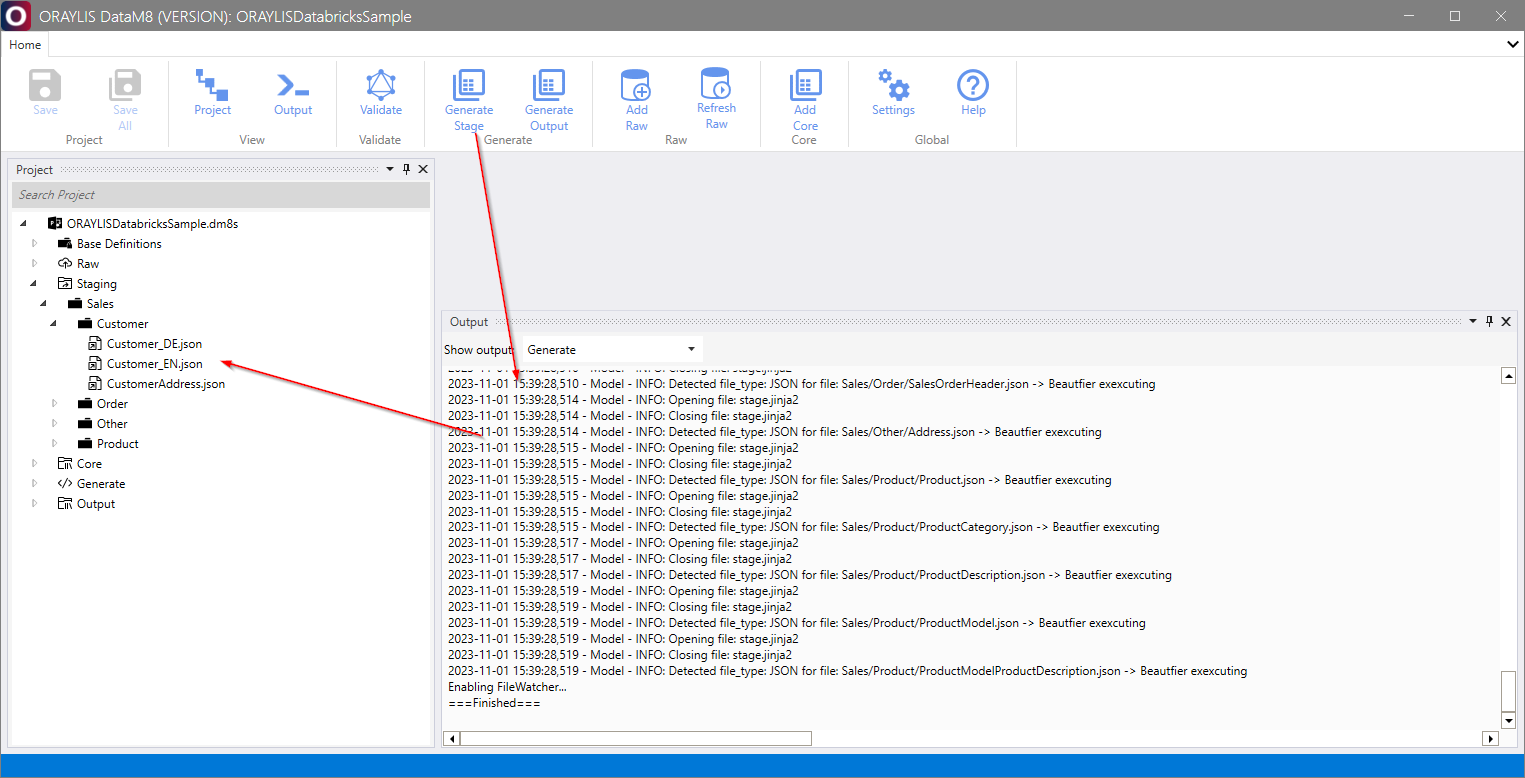 ORAYLIS DataM8 (VERSION): ORAYLISDatabricksSample
Home
Save
Save All
Project
Project
Output
View
Validate
Validate
Generate Stage
Generate Output
Generate
Add Raw
Refresh Raw
Raw
Add Core
Core
Settings
Help
Global
Project
Search Project
ORAYLISDatabricksSample.dm8s
Base Definitions
Raw
Staging
Sales
Customer
Customer_DE.json
Customer_EN.json
CustomerAddress.json
Order
Other
Product
Core
Generate
Output
Output
Show output: Generate
2023-11-01 15:39:28,510 - Model - INFO: Closing file: stage.jinja2
2023-11-01 15:39:28,510 - Model - INFO: Detected file_type: JSON for file: Sales/Order/SalesOrderHeader.json -> Beautfier exexcuting
2023-11-01 15:39:28,514 - Model - INFO: Opening file: stage.jinja2
2023-11-01 15:39:28,514 - Model - INFO: Closing file: stage.jinja2
2023-11-01 15:39:28,514 - Model - INFO: Detected file_type: JSON for file: Sales/Other/Address.json -> Beautfier exexcuting
2023-11-01 15:39:28,515 - Model - INFO: Opening file: stage.jinja2
2023-11-01 15:39:28,515 - Model - INFO: Closing file: stage.jinja2
2023-11-01 15:39:28,515 - Model - INFO: Detected file_type: JSON for file: Sales/Product/Product.json -> Beautfier exexcuting
2023-11-01 15:39:28,515 - Model - INFO: Opening file: stage.jinja2
2023-11-01 15:39:28,515 - Model - INFO: Closing file: stage.jinja2
2023-11-01 15:39:28,515 - Model - INFO: Detected file_type: JSON for file: Sales/Product/ProductCategory.json -> Beautfier exexcuting
2023-11-01 15:39:28,517 - Model - INFO: Opening file: stage.jinja2
2023-11-01 15:39:28,517 - Model - INFO: Closing file: stage.jinja2
2023-11-01 15:39:28,517 - Model - INFO: Detected file_type: JSON for file: Sales/Product/ProductDescription.json -> Beautfier exexcuting
2023-11-01 15:39:28,519 - Model - INFO: Opening file: stage.jinja2
2023-11-01 15:39:28,519 - Model - INFO: Closing file: stage.jinja2
2023-11-01 15:39:28,519 - Model - INFO: Detected file_type: JSON for file: Sales/Product/ProductModel.json -> Beautfier exexcuting
2023-11-01 15:39:28,519 - Model - INFO: Opening file: stage.jinja2
2023-11-01 15:39:28,519 - Model - INFO: Closing file: stage.jinja2
2023-11-01 15:39:28,519 - Model - INFO: Detected file_type: JSON for file: Sales/Product/ProductModelProductDescription.json -> Beautfier exexcuting
Enabling FileWatcher...
===Finished===